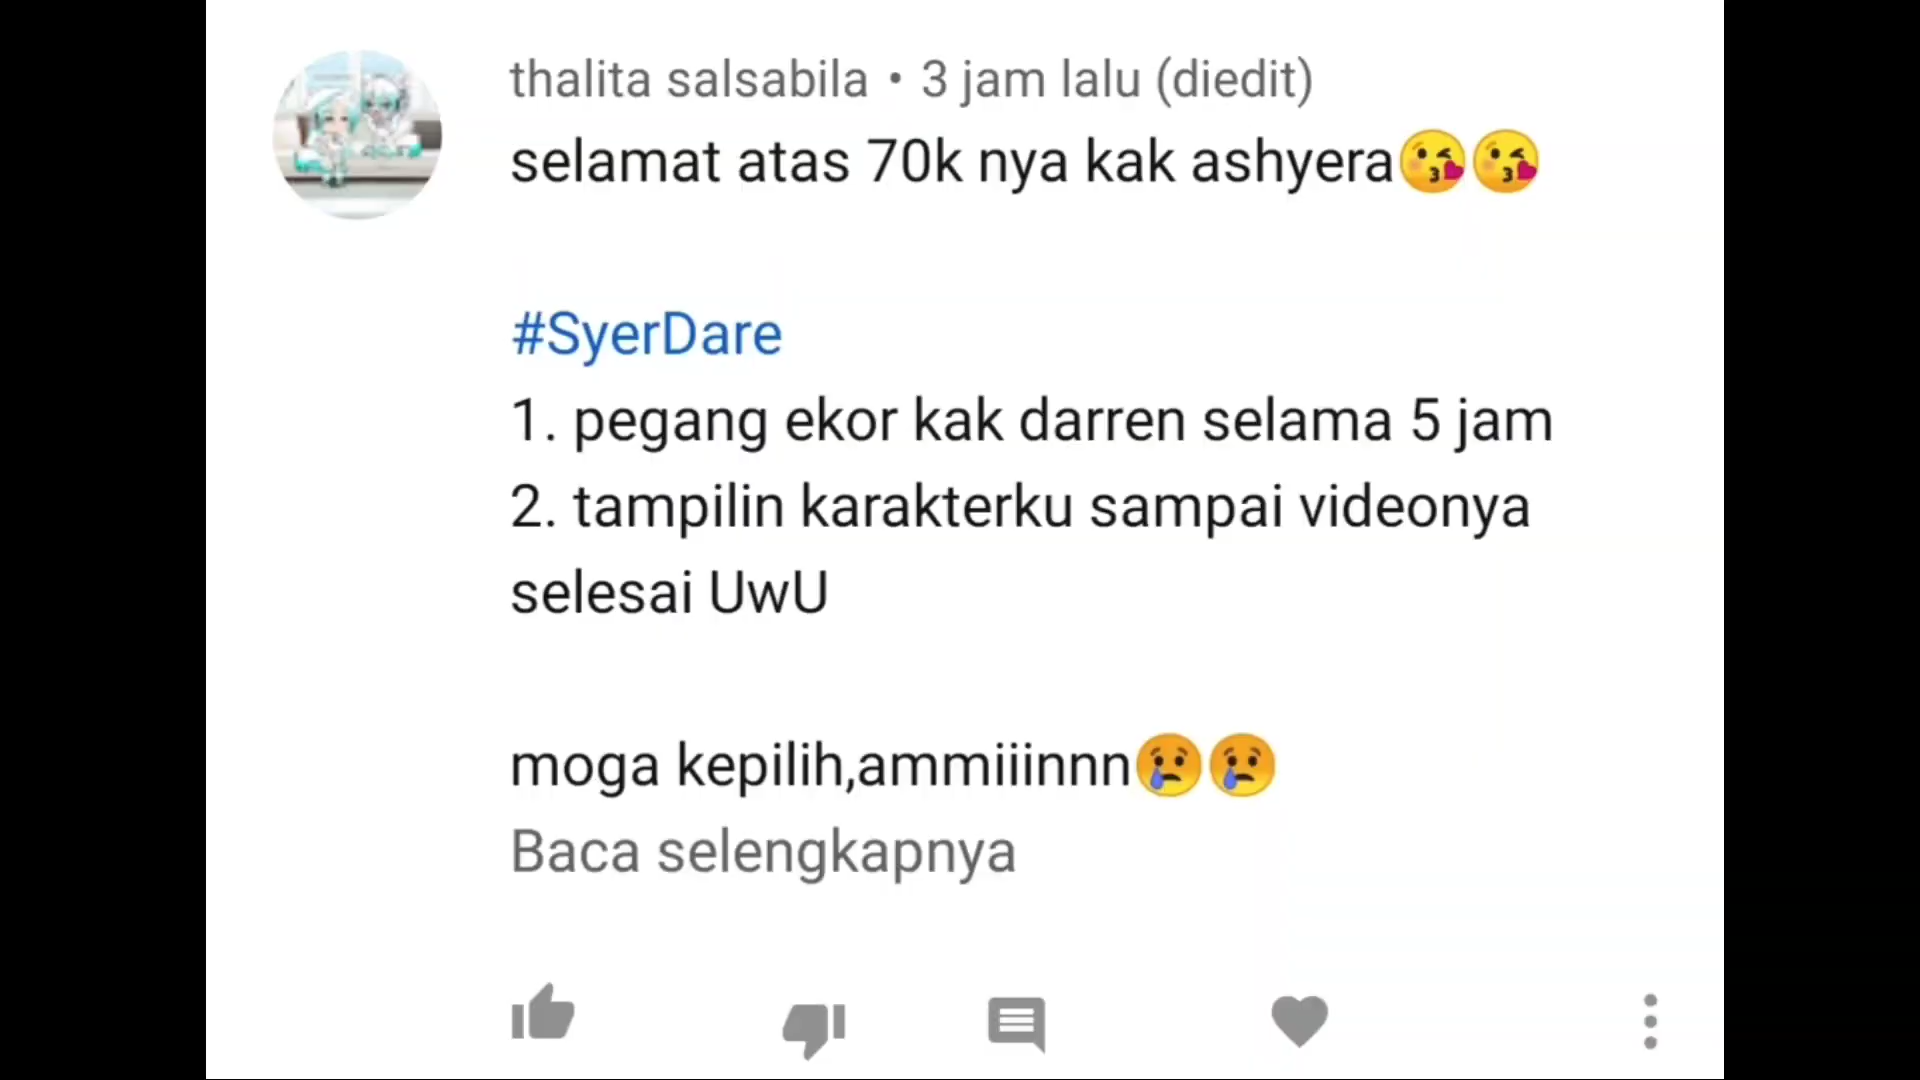 thalita salsabila • 3 jam lalu (diedit)
selamat atas 70k nya kak ashyera😘😘
#SyerDare
1. pegang ekor kak darren selama 5 jam
2. tampilin karakterku sampai videonya
selesai UwU
moga kepilih,ammiiinnn😢😢
Baca selengkapnya